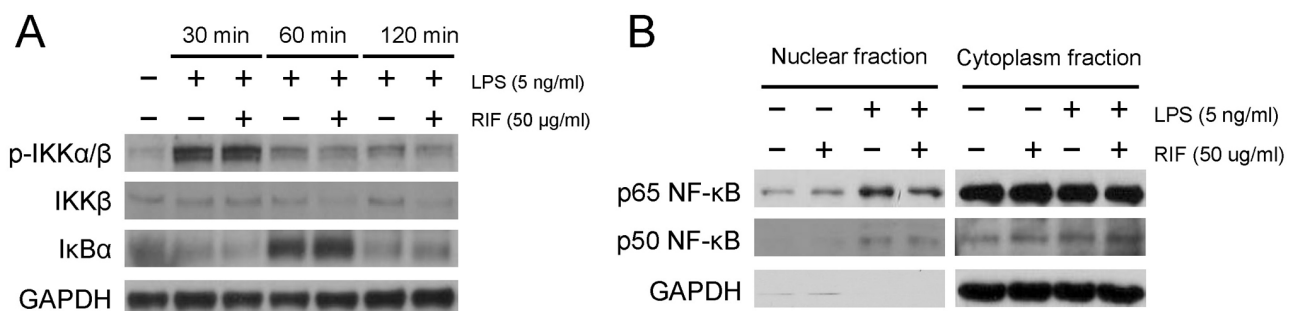 A
30 min 60 min 120 min
− + + + + + + LPS (5 ng/ml)
− − + − + − + RIF (50 µg/ml)
p-IKKα/β
IKKβ
IκBα
GAPDH
B
Nuclear fraction Cytoplasm fraction
− − + + − − + + LPS (5 ng/ml)
− + − + − + − + RIF (50 ug/ml)
p65 NF-κB
p50 NF-κB
GAPDH